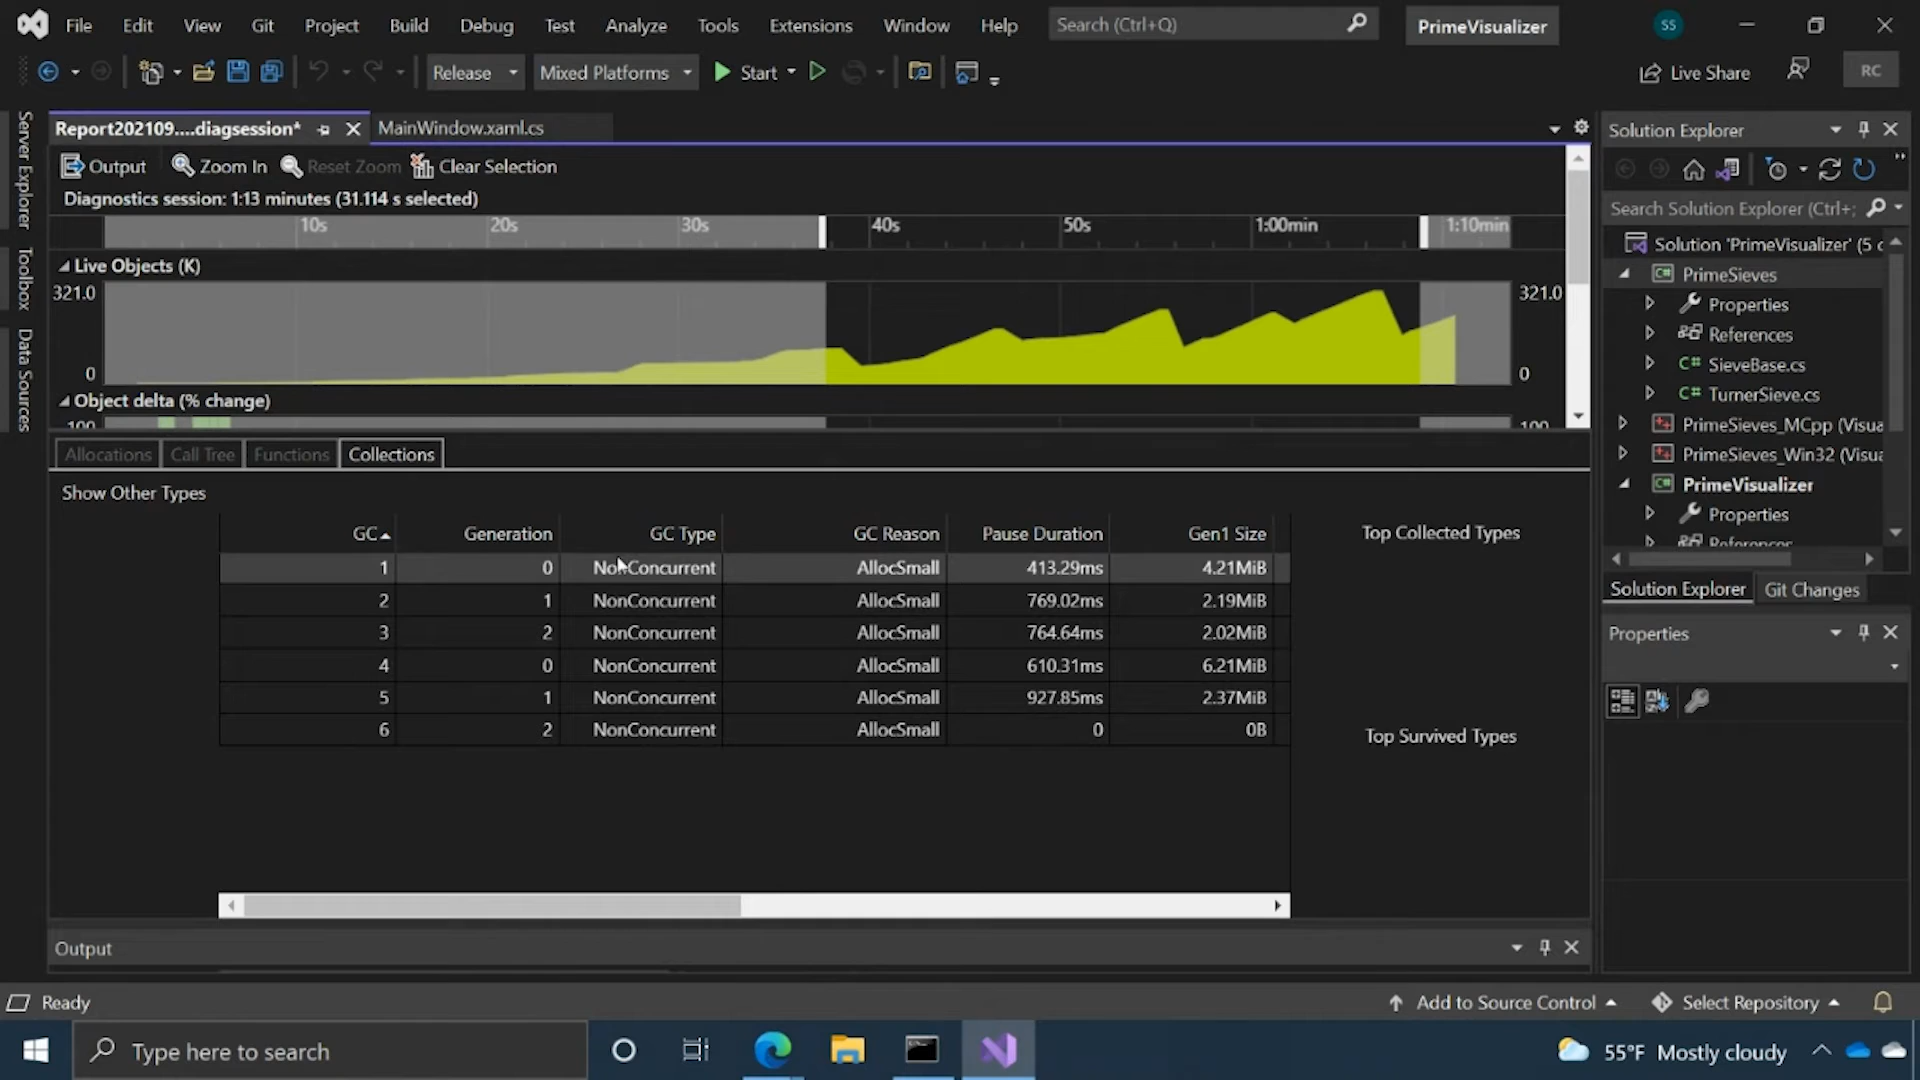 File Edit View Git Project Build Debug Test Analyze Tools Extensions Window Help Search (Ctrl+Q) PrimeVisualizer SS
Release Mixed Platforms Start Live Share RC
Server Explorer
Toolbox
Data Sources
Report202109....diagsession* MainWindow.xaml.cs
Output Zoom In Reset Zoom Clear Selection
Diagnostics session: 1:13 minutes (31.114 s selected)
10s 20s 30s 40s 50s 1:00min 1:10min
Live Objects (K)
321.0 321.0
0 0
Object delta (% change)
100 100
Allocations Call Tree Functions Collections
Show Other Types
GC Generation GC Type GC Reason Pause Duration Gen1 Size
1 0 NonConcurrent AllocSmall 413.29ms 4.21MiB
2 1 NonConcurrent AllocSmall 769.02ms 2.19MiB
3 2 NonConcurrent AllocSmall 764.64ms 2.02MiB
4 0 NonConcurrent AllocSmall 610.31ms 6.21MiB
5 1 NonConcurrent AllocSmall 927.85ms 2.37MiB
6 2 NonConcurrent AllocSmall 0 0B
Top Collected Types
Top Survived Types
Output
Solution Explorer
Search Solution Explorer (Ctrl+;
Solution 'PrimeVisualizer' (5 c
PrimeSieves
Properties
References
SieveBase.cs
TurnerSieve.cs
PrimeSieves_MCpp (Visua
PrimeSieves_Win32 (Visua
PrimeVisualizer
Properties
References
Solution Explorer Git Changes
Properties
Ready Add to Source Control Select Repository
Type here to search 55°F Mostly cloudy